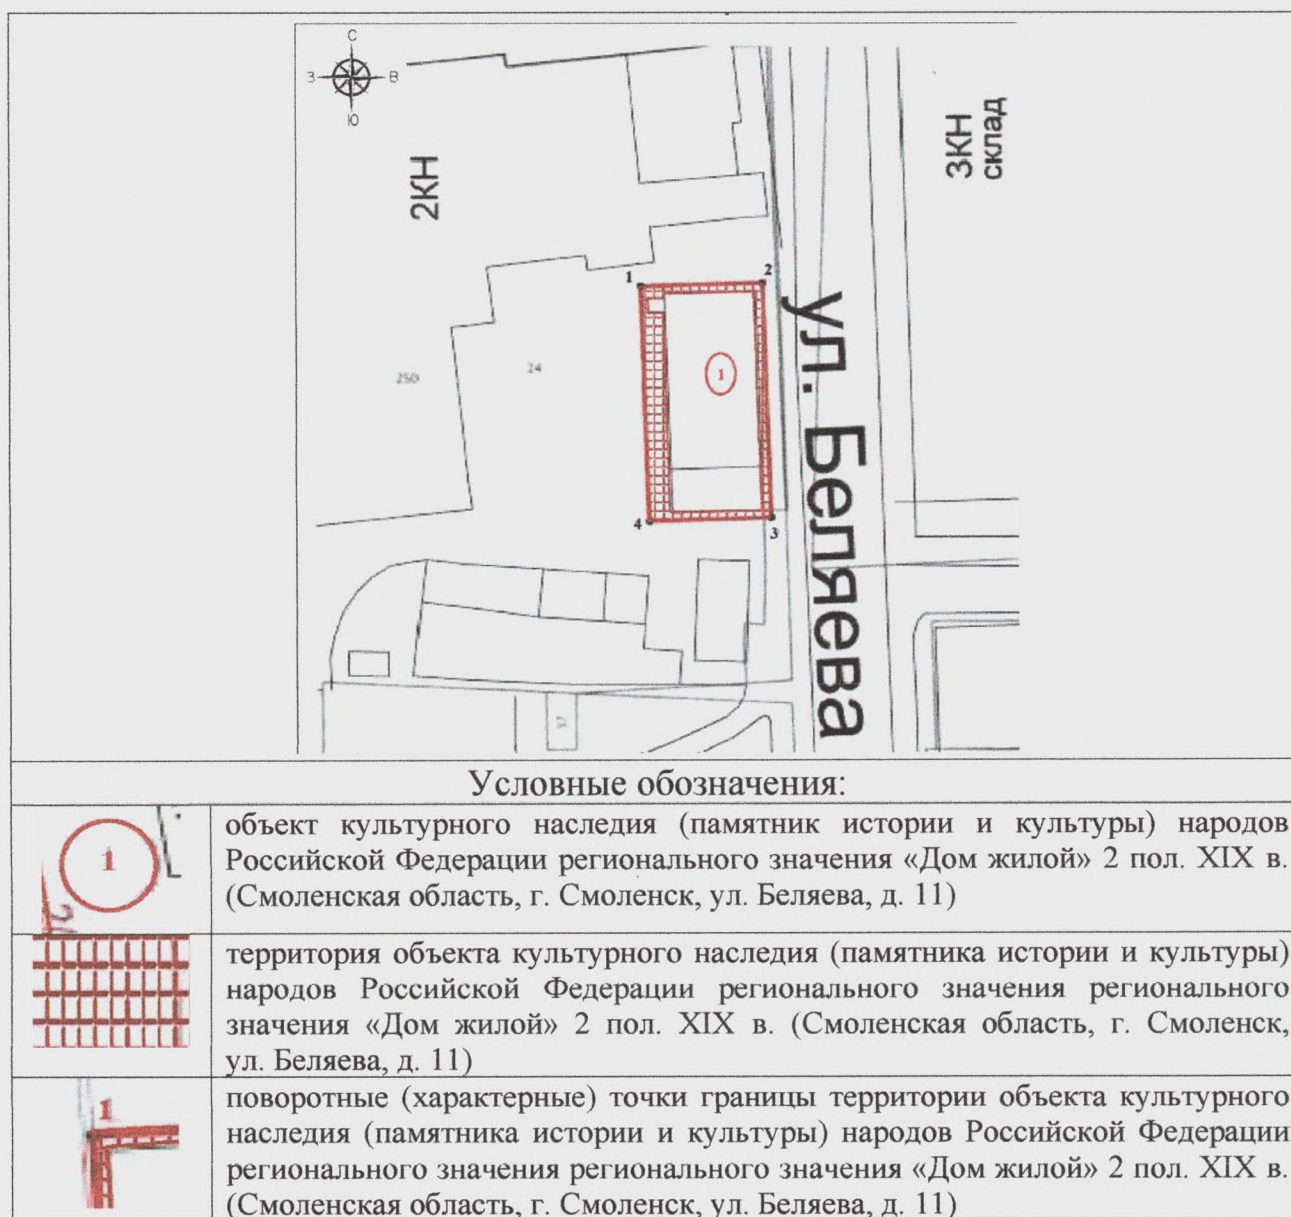 С
З В
Ю
2КН
3КН
склад
1 2
ул. Беляева
250 24
1
4 3
Условные обозначения:
1
объект культурного наследия (памятник истории и культуры) народов
Российской Федерации регионального значения «Дом жилой» 2 пол. XIX в.
(Смоленская область, г. Смоленск, ул. Беляева, д. 11)
территория объекта культурного наследия (памятника истории и культуры)
народов Российской Федерации регионального значения регионального
значения «Дом жилой» 2 пол. XIX в. (Смоленская область, г. Смоленск,
ул. Беляева, д. 11)
1
поворотные (характерные) точки границы территории объекта культурного
наследия (памятника истории и культуры) народов Российской Федерации
регионального значения регионального значения «Дом жилой» 2 пол. XIX в.
(Смоленская область, г. Смоленск, ул. Беляева, д. 11)